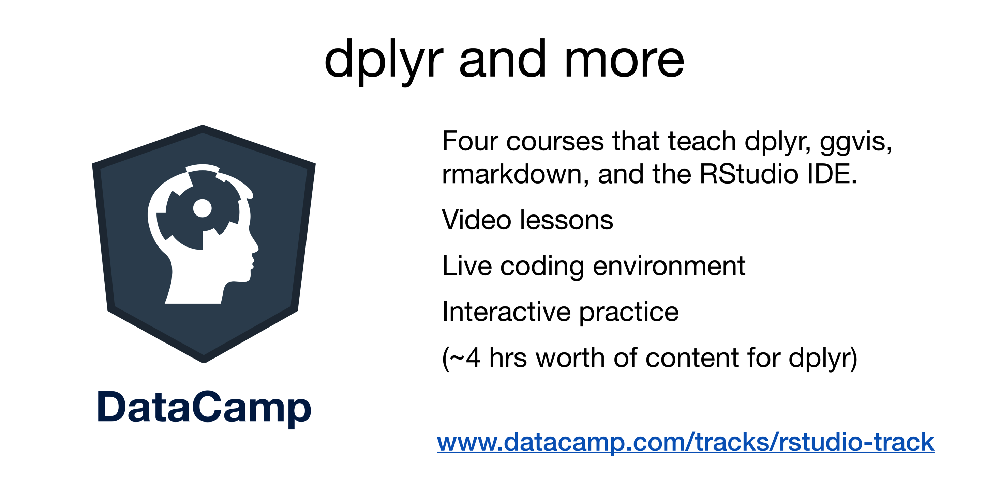 dplyr and more
Four courses that teach dplyr, ggvis,
rmarkdown, and the RStudio IDE.
Video lessons
Live coding environment
Interactive practice
(~4 hrs worth of content for dplyr)
DataCamp
www.datacamp.com/tracks/rstudio-track